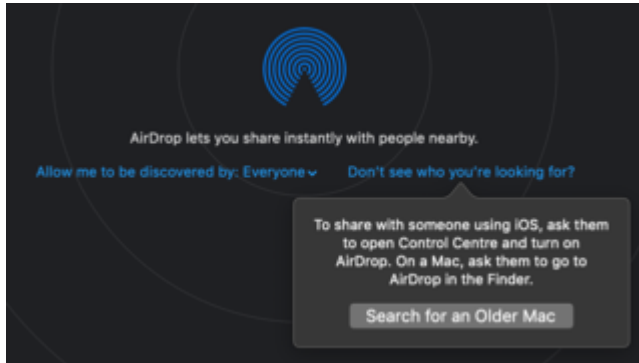 AirDrop lets you share instantly with people nearby.
Allow me to be discovered by: Everyone
Don't see who you're looking for?
To share with someone using iOS, ask them
to open Control Centre and turn on
AirDrop. On a Mac, ask them to go to
AirDrop in the Finder.
Search for an Older Mac